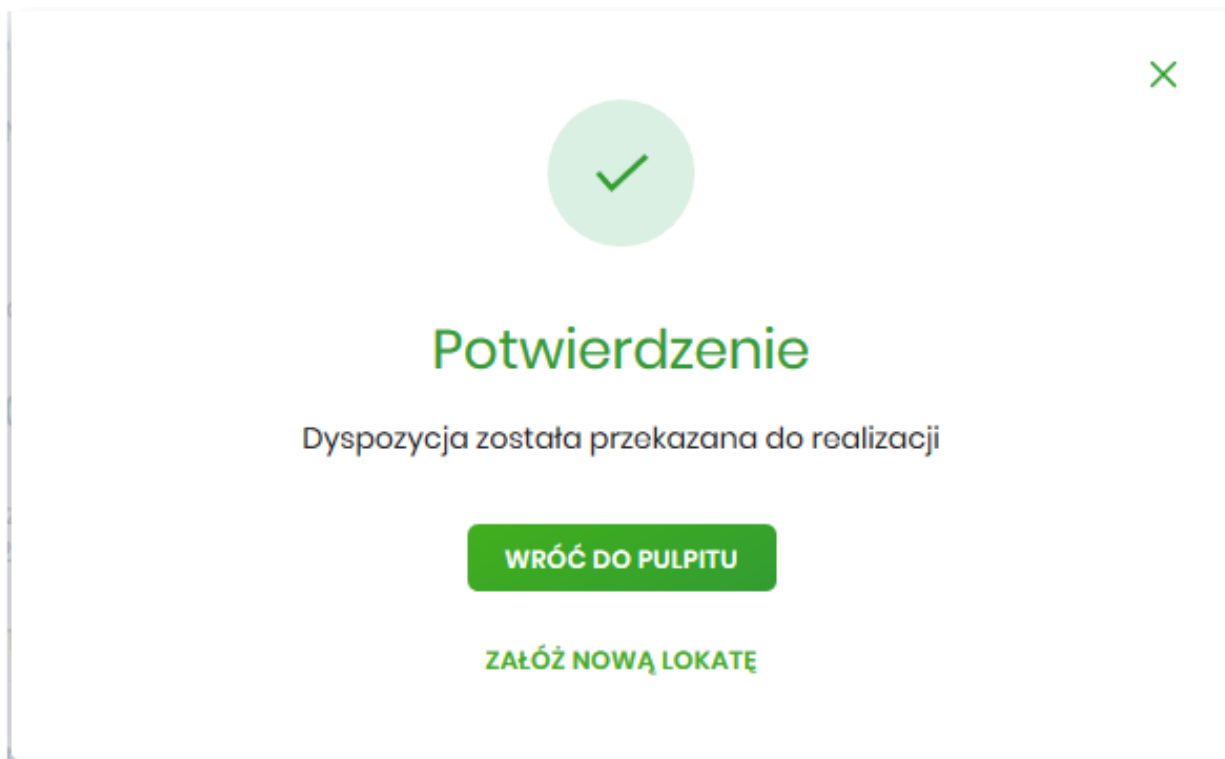 Potwierdzenie
Dyspozycja została przekazana do realizacji
WRÓĆ DO PULPITU
ZAŁÓŻ NOWĄ LOKATĘ